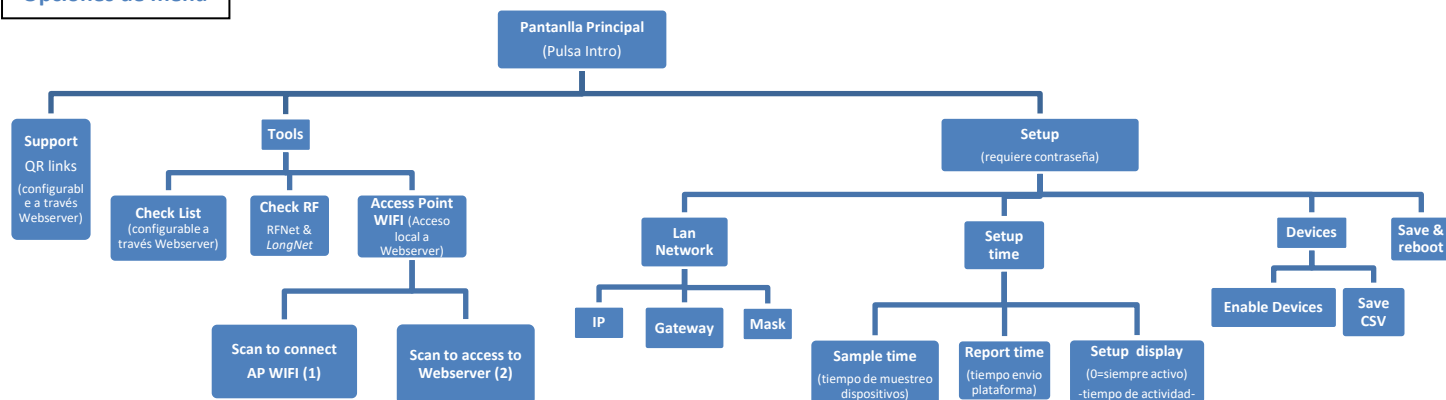 Opciones de menú
Pantanlla Principal
(Pulsa Intro)
Support
QR links
(configurabl
e a través
Webserver)
Tools
Setup
(requiere contraseña)
Check List
(configurable a
través Webserver)
Check RF
RFNet &
LongNet
Access Point
WIFI (Acceso
local a
Webserver)
Lan
Network
Setup
time
Devices
Save &
reboot
Scan to connect
AP WIFI (1)
Scan to access to
Webserver (2)
IP
Gateway
Mask
Sample time
(tiempo de muestreo
dispositivos)
Report time
(tiempo envio
plataforma)
Setup display
(0=siempre activo)
-tiempo de actividad-
Enable Devices
Save
CSV